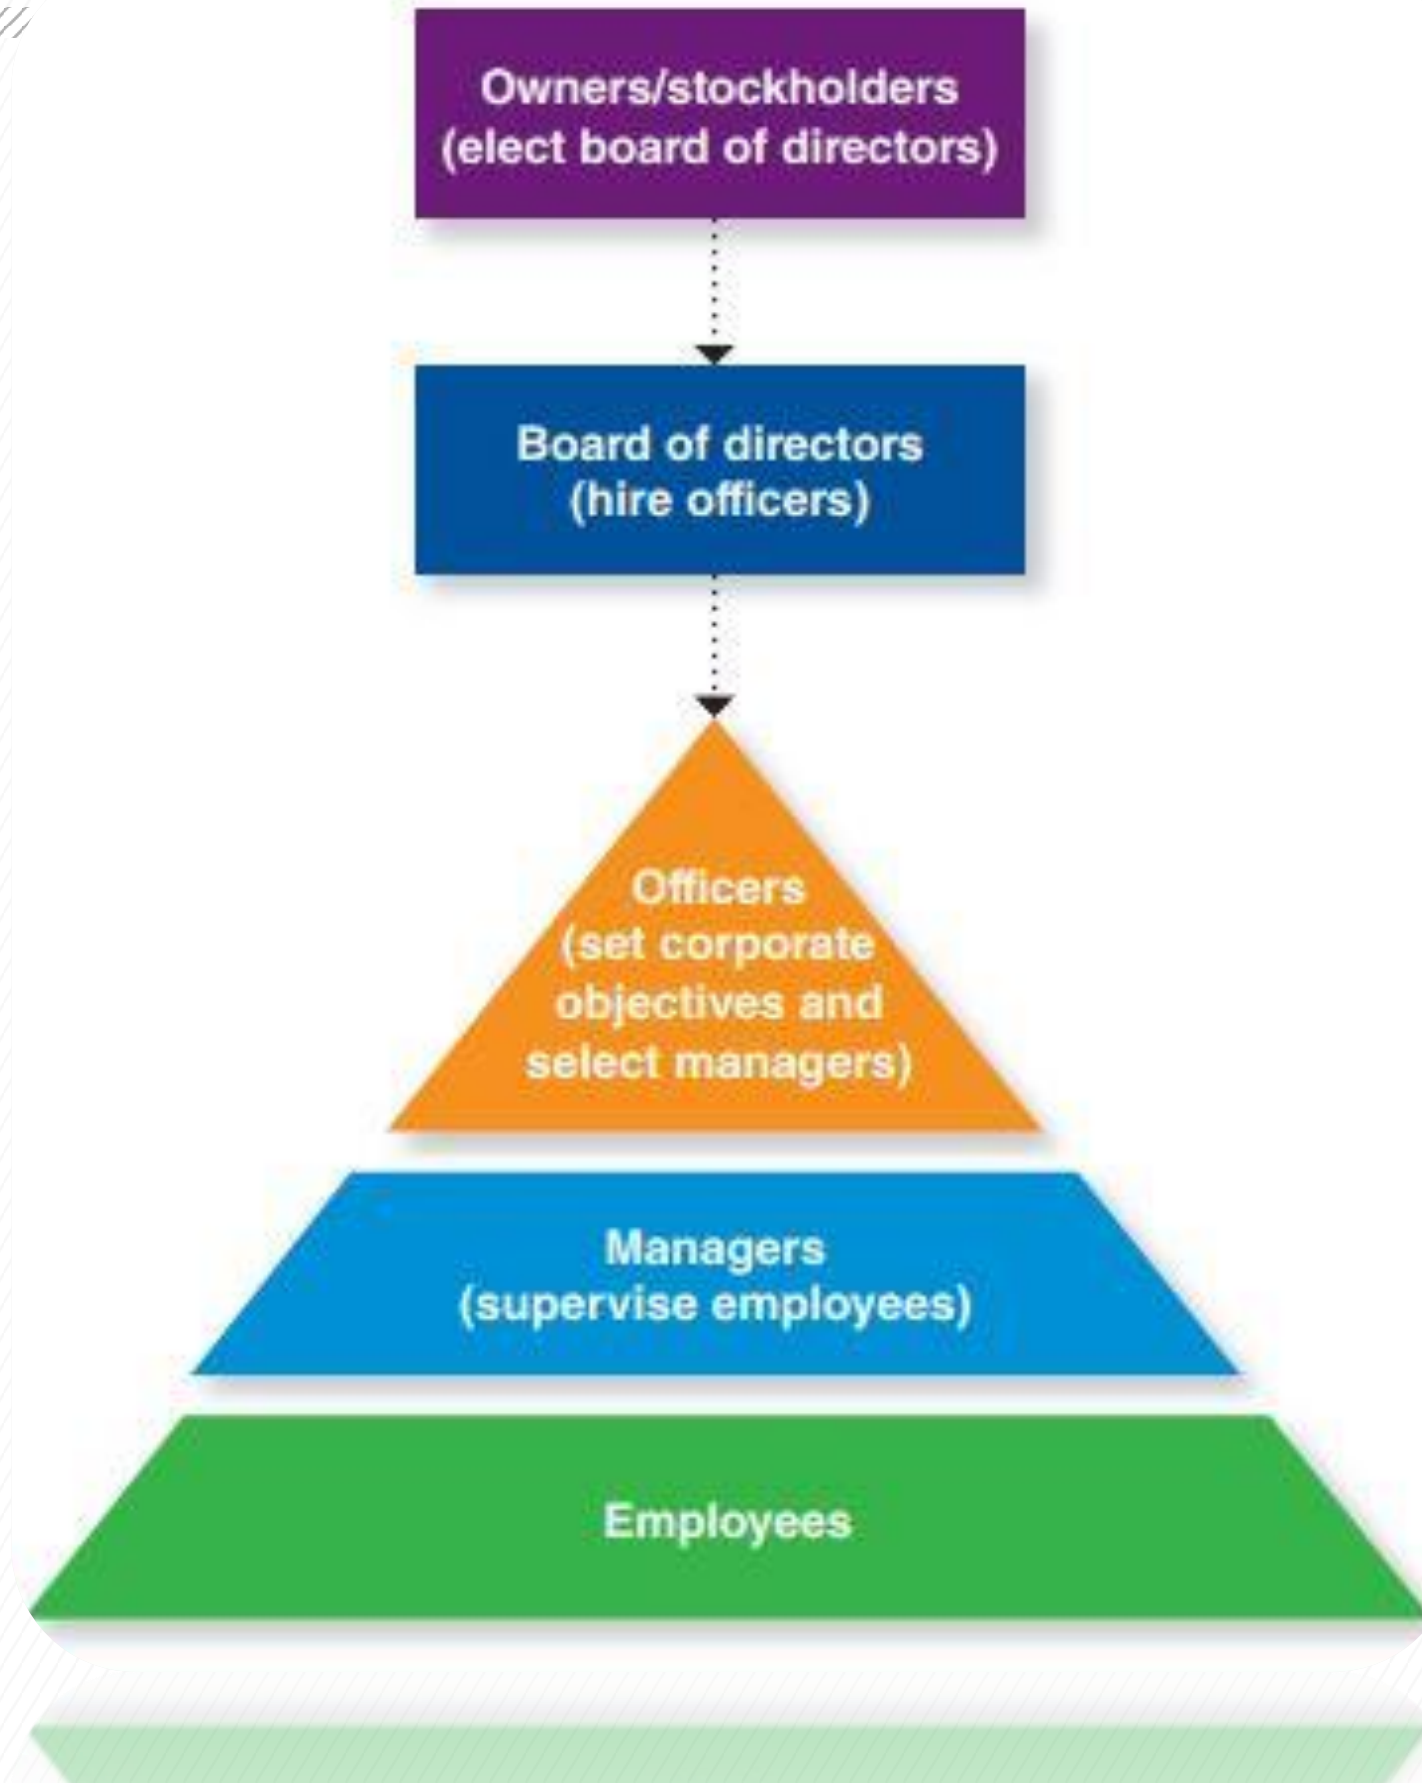 Owners/stockholders
(elect board of directors)
Board of directors
(hire officers)
Officers
(set corporate
objectives and
select managers)
Managers
(supervise employees)
Employees